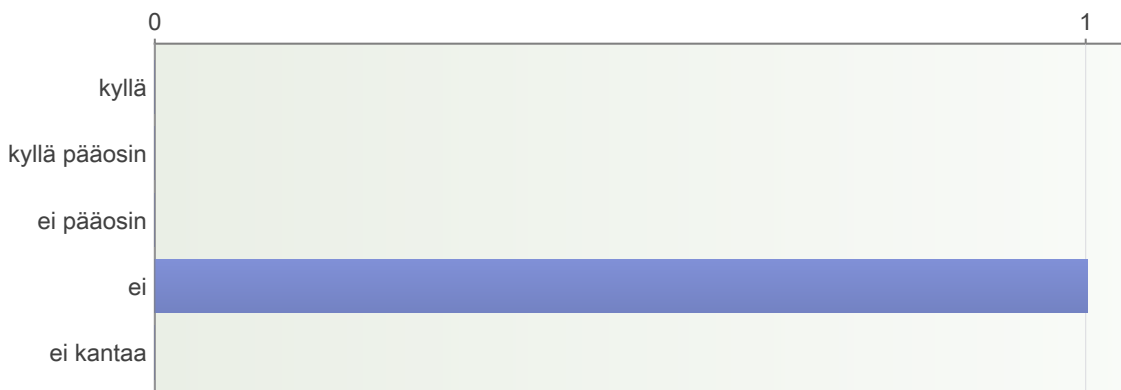 0 1
kyllä
kyllä pääosin
ei pääosin
ei
ei kantaa